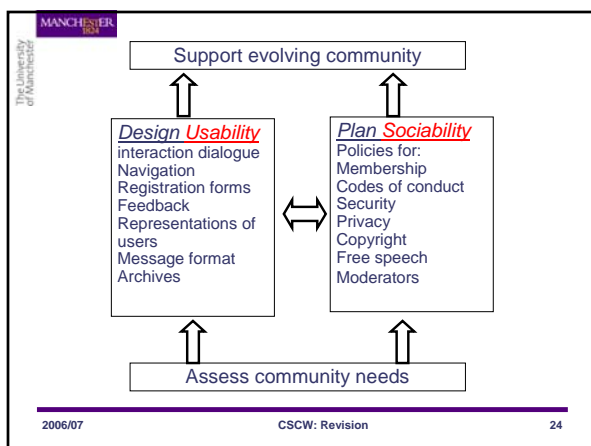 MANCHESTER
1824
The University
of Manchester
Support evolving community
Design Usability
interaction dialogue
Navigation
Registration forms
Feedback
Representations of
users
Message format
Archives
Plan Sociability
Policies for:
Membership
Codes of conduct
Security
Privacy
Copyright
Free speech
Moderators
Assess community needs
2006/07
CSCW: Revision
24